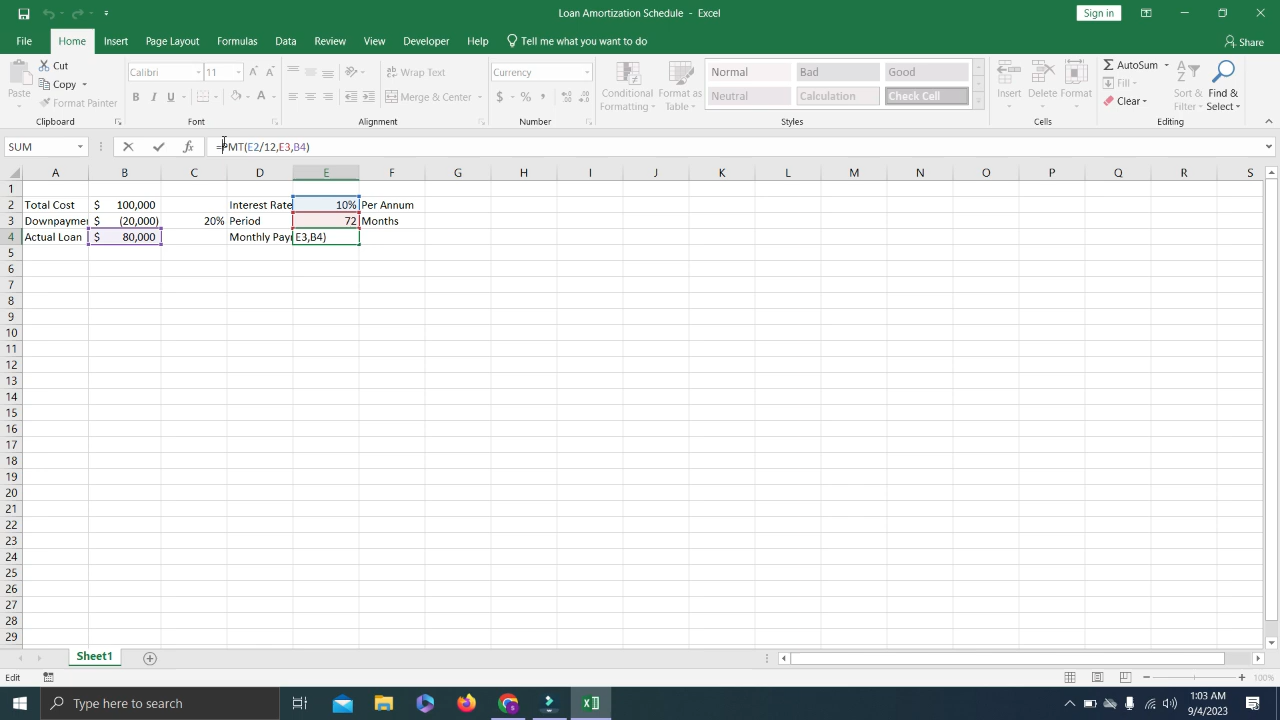 Loan Amortization Schedule - Excel
Sign in
File Home Insert Page Layout Formulas Data Review View Developer Help Tell me what you want to do Share
Paste
Cut
Copy
Format Painter
Clipboard
Calibri 11
B I U
Font
Wrap Text
Merge & Center
Alignment
Currency
$ % ,
Number
Conditional Formatting
Format as Table
Normal Bad Good
Neutral Calculation Check Cell
Styles
Insert Delete Format
Cells
AutoSum
Fill
Clear
Sort & Filter
Find & Select
Editing
SUM
fx
=PMT(E2/12,E3,B4)
A B C D E F G H I J K L M N O P Q R S
1
2 Total Cost $ 100,000 Interest Rate 10% Per Annum
3 Downpayme $ (20,000) 20% Period 72 Months
4 Actual Loan $ 80,000 Monthly Pay E3,B4)
5
6
7
8
9
10
11
12
13
14
15
16
17
18
19
20
21
22
23
24
25
26
27
28
29
Sheet1
Edit
100%
Type here to search
1:03 AM
9/4/2023